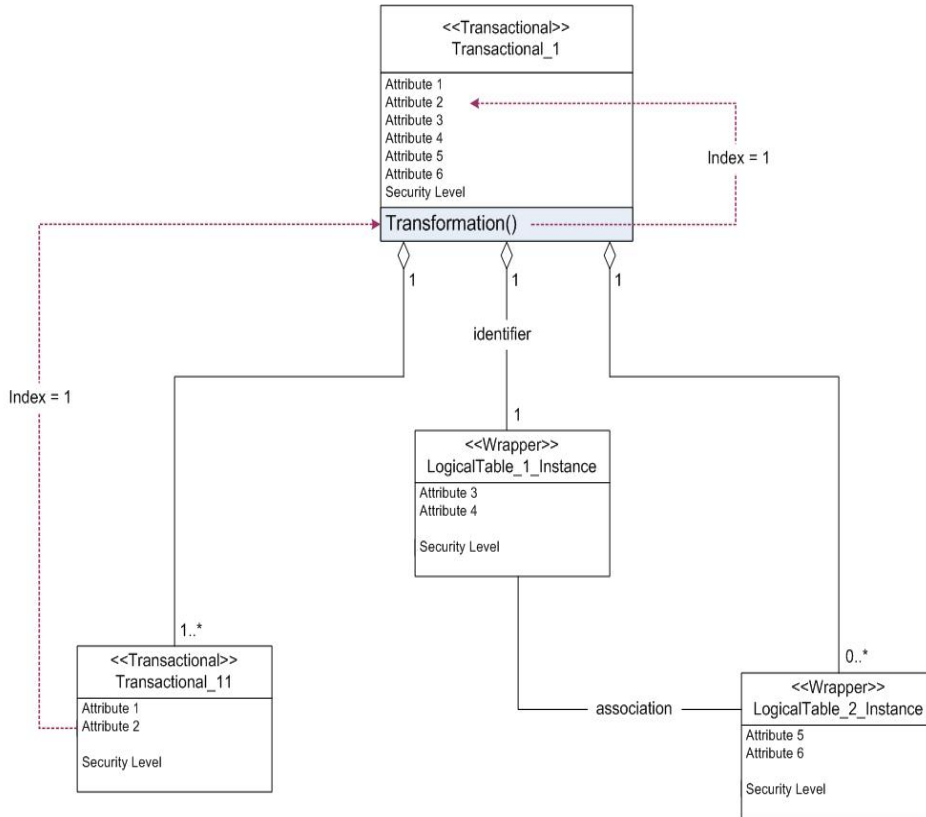 <<Transactional>>
Transactional_1
Attribute 1
Attribute 2
Attribute 3
Attribute 4
Attribute 5
Attribute 6
Security Level
Transformation()
Index = 1
1
1
1
identifier
Index = 1
1
<<Wrapper>>
LogicalTable_1_Instance
Attribute 3
Attribute 4
Security Level
1..*
<<Transactional>>
Transactional_11
Attribute 1
Attribute 2
Security Level
association
0..*
<<Wrapper>>
LogicalTable_2_Instance
Attribute 5
Attribute 6
Security Level